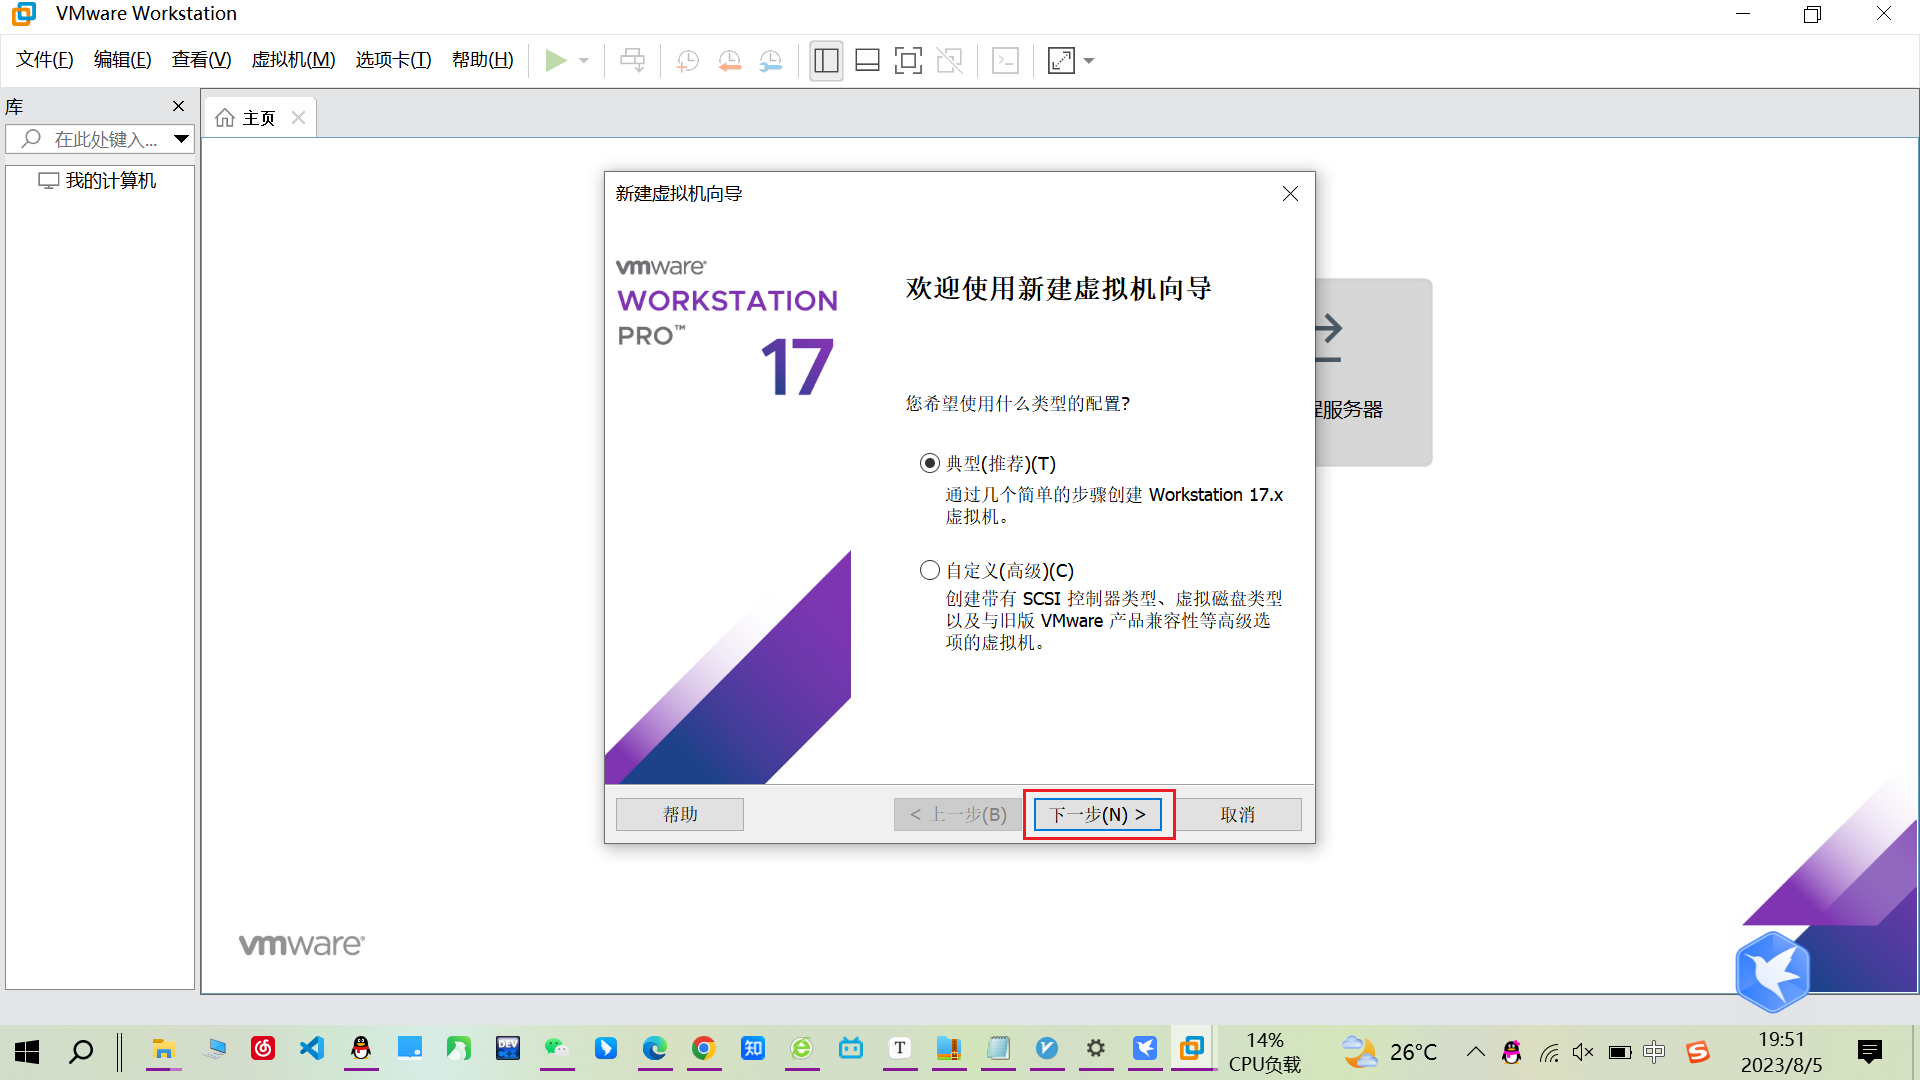 VMware Workstation
文件(F) 编辑(E) 查看(V) 虚拟机(M) 选项卡(T) 帮助(H)
库
主页
在此处键入...
我的计算机
新建虚拟机向导
vmware
WORKSTATION
PRO™
17
欢迎使用新建虚拟机向导
您希望使用什么类型的配置?
典型(推荐)(T)
通过几个简单的步骤创建 Workstation 17.x
虚拟机。
自定义(高级)(C)
创建带有 SCSI 控制器类型、虚拟磁盘类型
以及与旧版 VMware 产品兼容性等高级选
项的虚拟机。
服务器
帮助
< 上一步(B)
下一步(N) >
取消
vmware
DEV
知
T
14%
CPU负载
26°C
中
19:51
2023/8/5